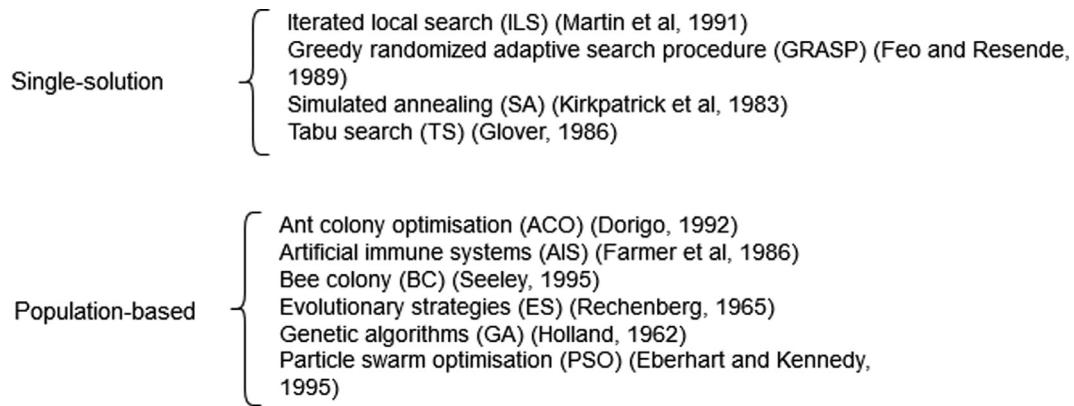 Single-solution
Iterated local search (ILS) (Martin et al, 1991)
Greedy randomized adaptive search procedure (GRASP) (Feo and Resende,
1989)
Simulated annealing (SA) (Kirkpatrick et al, 1983)
Tabu search (TS) (Glover, 1986)
Population-based
Ant colony optimisation (ACO) (Dorigo, 1992)
Artificial immune systems (AIS) (Farmer et al, 1986)
Bee colony (BC) (Seeley, 1995)
Evolutionary strategies (ES) (Rechenberg, 1965)
Genetic algorithms (GA) (Holland, 1962)
Particle swarm optimisation (PSO) (Eberhart and Kennedy,
1995)